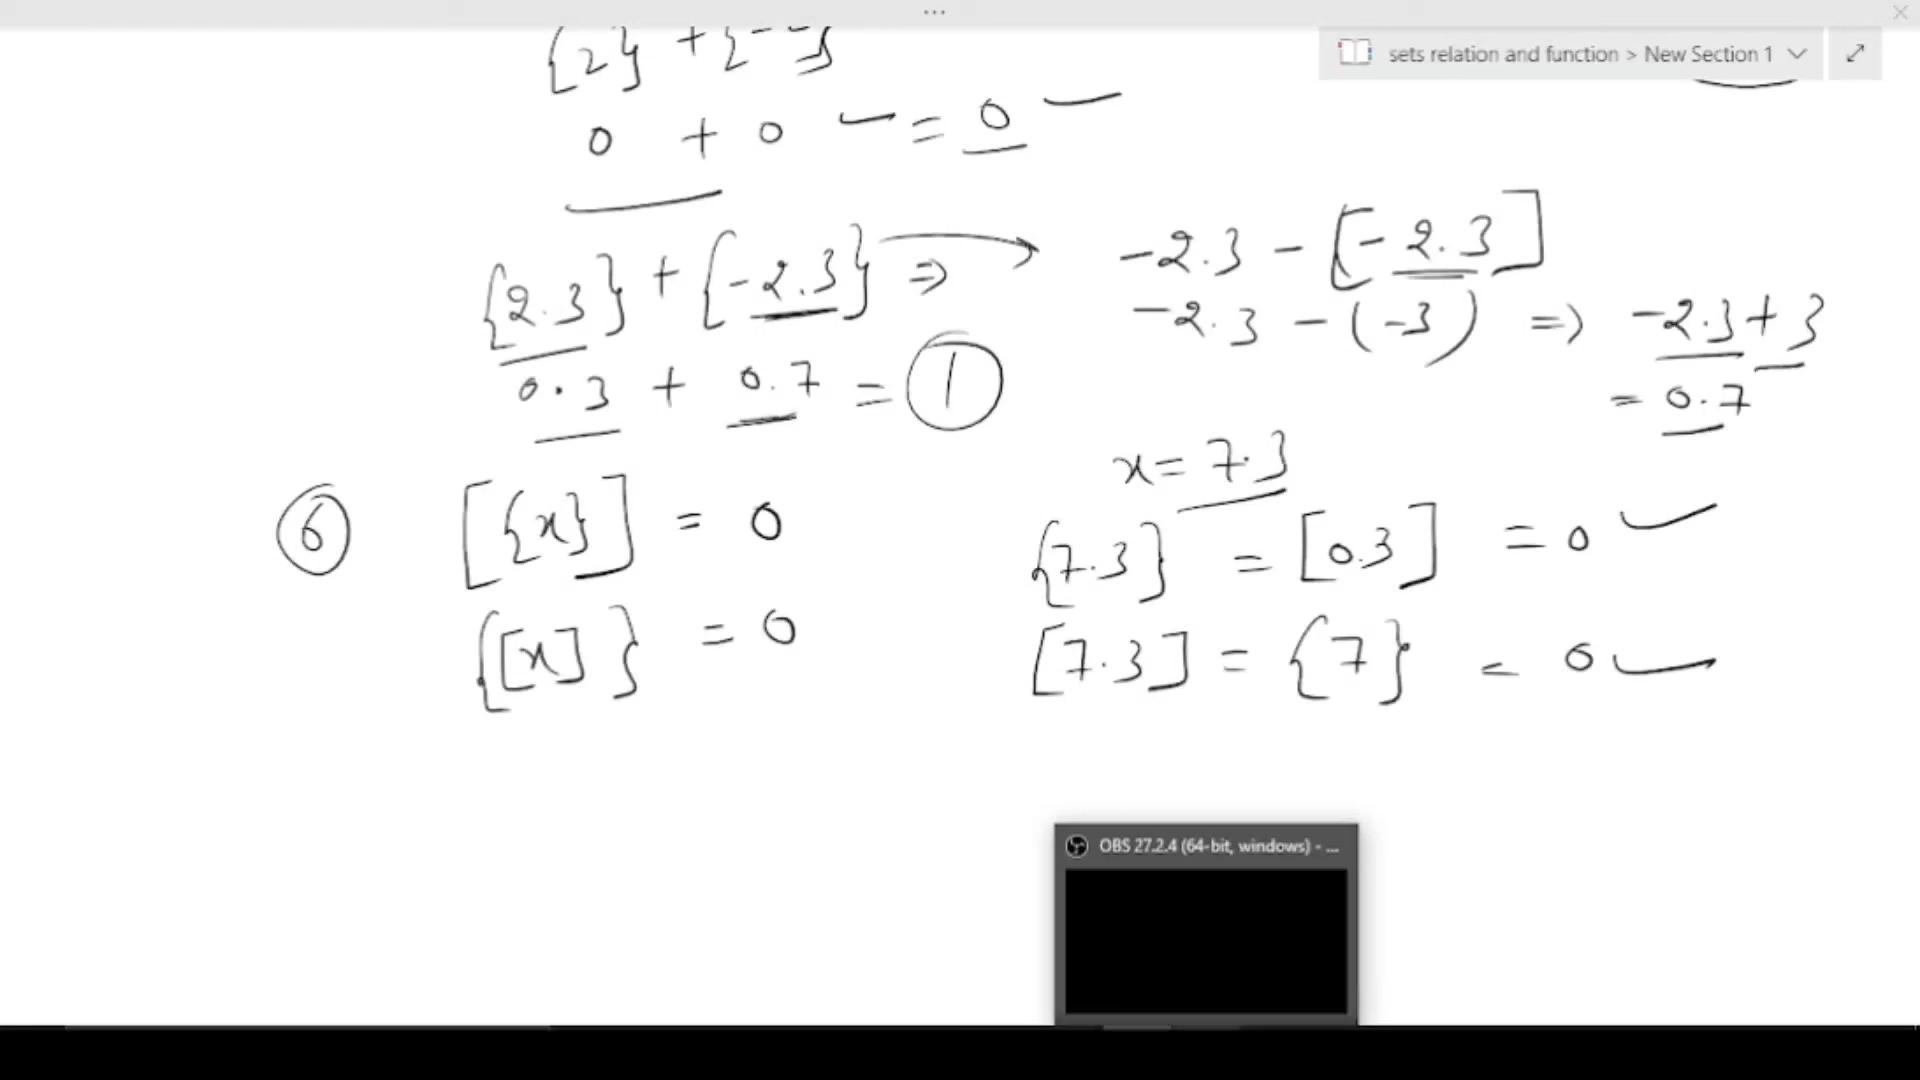 sets relation and function > New Section 1
{2} + {
0 + 0 = 0
{2.3} + {-2.3} ⇒
-2.3 - [-2.3]
-2.3 - (-3) ⇒ -2.3 + 3
= 0.7
0.3 + 0.7 = 1
x = 7.3
6 [{x}] = 0
{7.3} = [0.3] = 0
{[x]} = 0
[7.3] = {7} = 0
OBS 27.2.4 (64-bit, windows) - ...